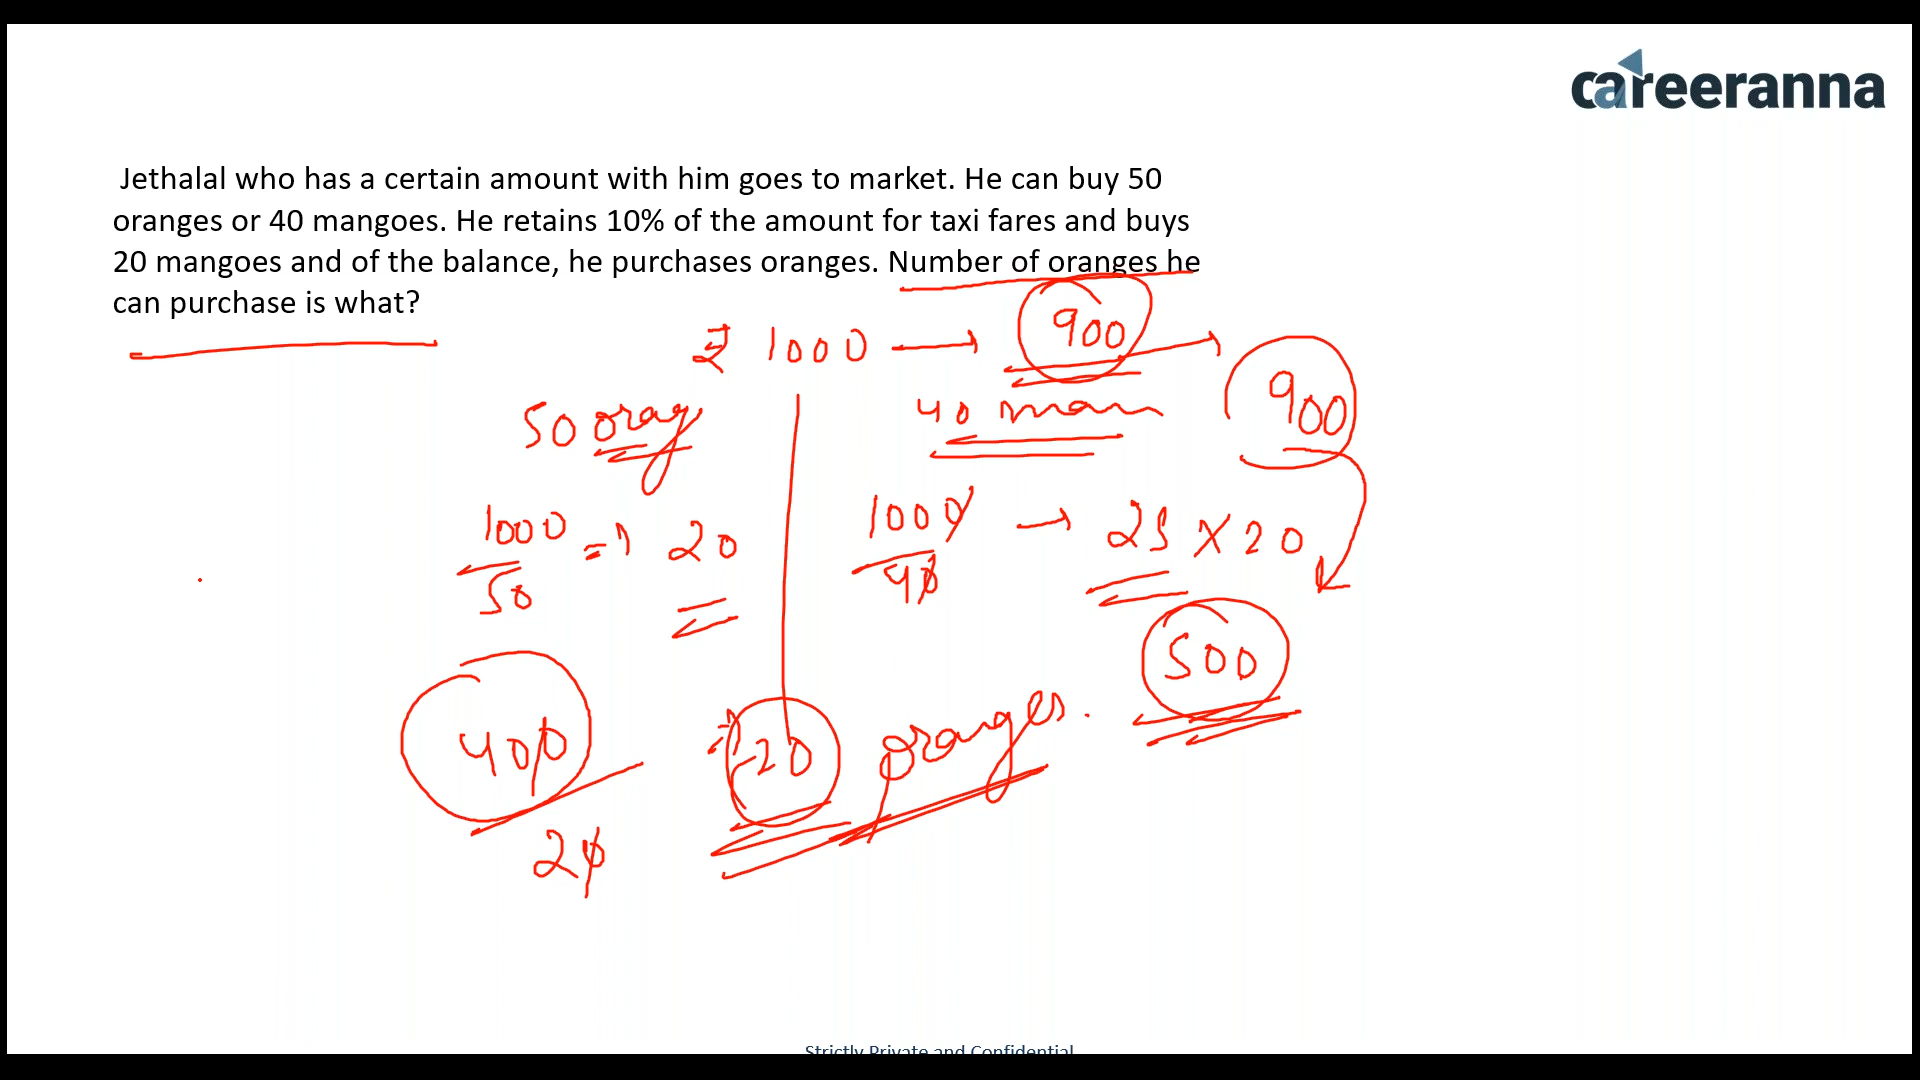 careeranna
Jethalal who has a certain amount with him goes to market. He can buy 50
oranges or 40 mangoes. He retains 10% of the amount for taxi fares and buys
20 mangoes and of the balance, he purchases oranges. Number of oranges he
can purchase is what?
₹ 1000 → 900
900
50 orag 40 man
1000/50 ⇒ 20
1000/40 → 25 × 20
500
400/20 ⇒ 20 oranges.
Strictly Private and Confidential